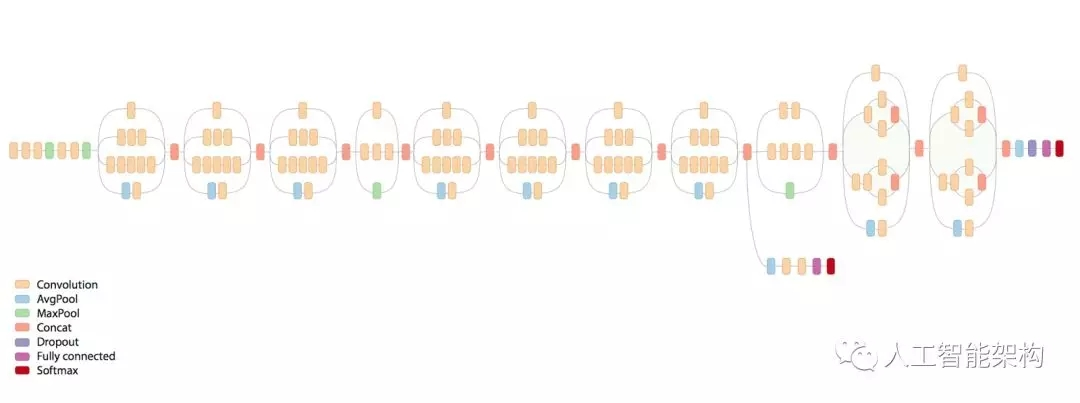 Convolution
AvgPool
MaxPool
Concat
Dropout
Fully connected
Softmax
人工智能架构